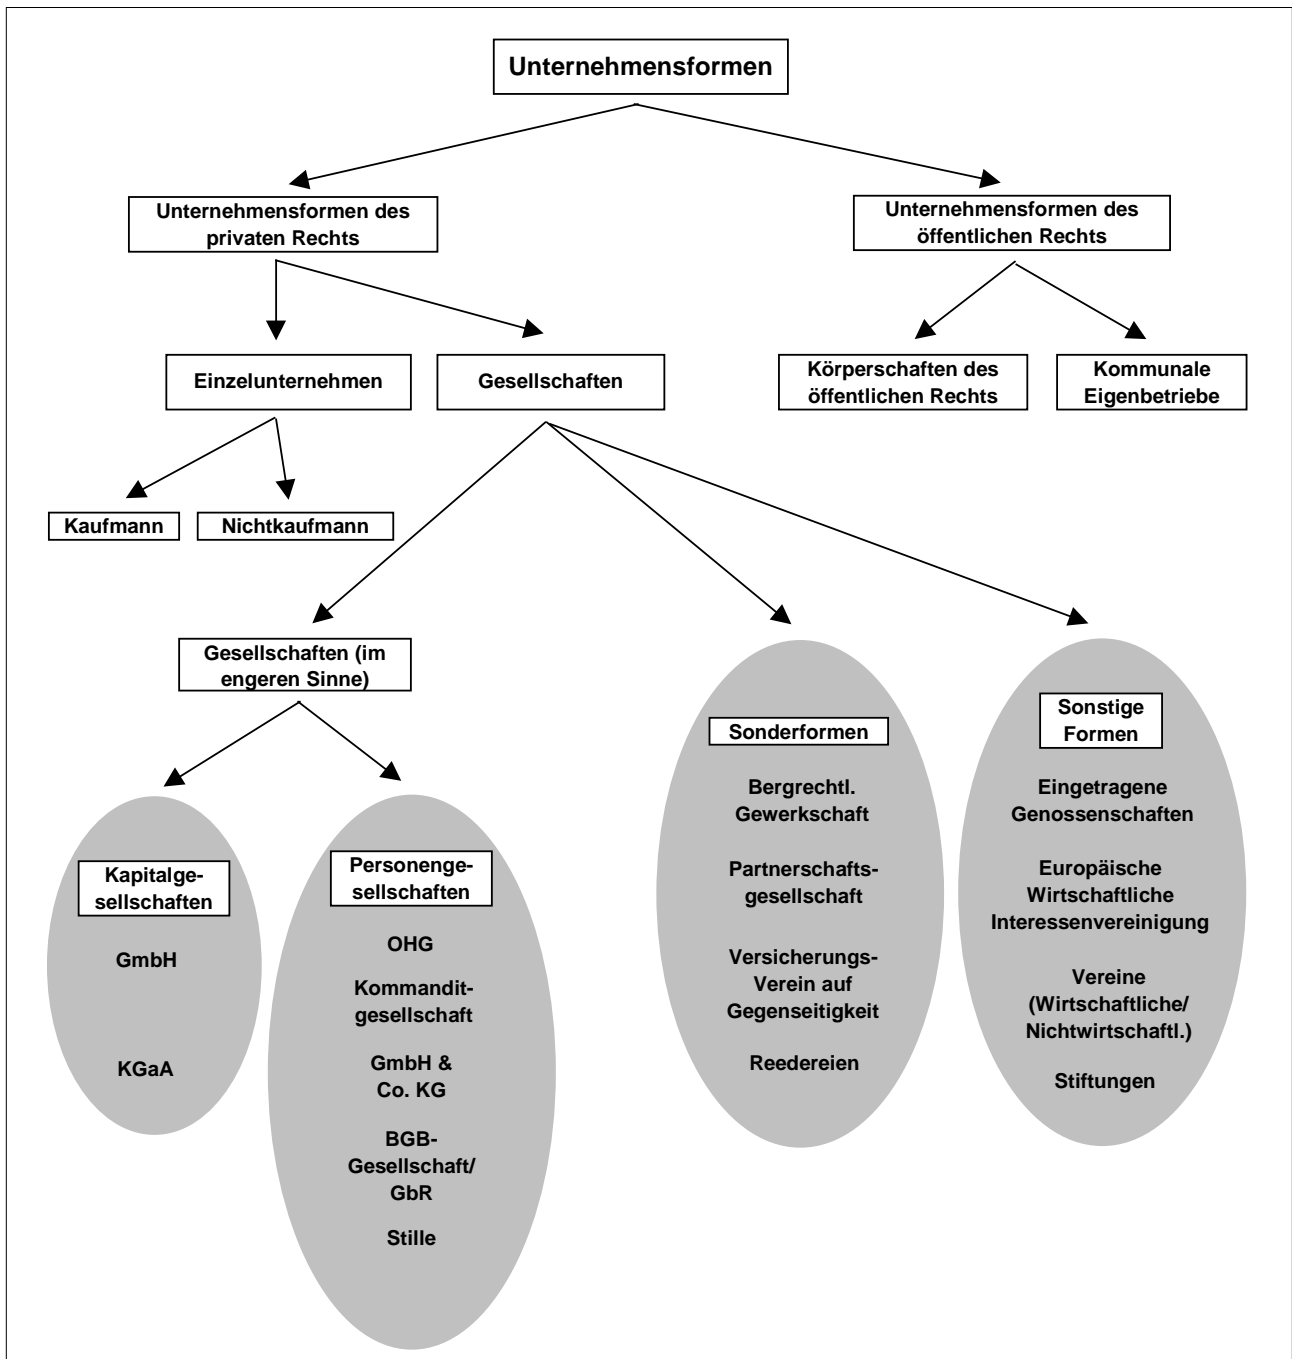 Unternehmensformen
Unternehmensformen des
privaten Rechts
Unternehmensformen des
öffentlichen Rechts
Einzelunternehmen
Gesellschaften
Körperschaften des
öffentlichen Rechts
Kommunale
Eigenbetriebe
Kaufmann
Nichtkaufmann
Gesellschaften (im
engeren Sinne)
Kapitalge-
sellschaften
GmbH
KGaA
Personenge-
sellschaften
OHG
Kommandit-
gesellschaft
GmbH &
Co. KG
BGB-
Gesellschaft/
GbR
Stille
Sonderformen
Bergrechtl.
Gewerkschaft
Partnerschafts-
gesellschaft
Versicherungs-
Verein auf
Gegenseitigkeit
Reedereien
Sonstige
Formen
Eingetragene
Genossenschaften
Europäische
Wirtschaftliche
Interessenvereinigung
Vereine
(Wirtschaftliche/
Nichtwirtschaftl.)
Stiftungen